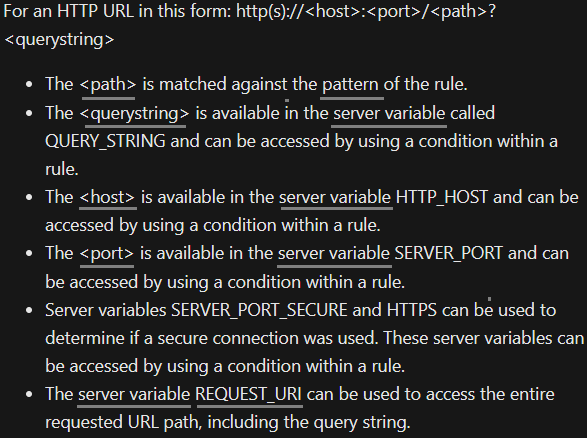 For an HTTP URL in this form: http(s)://<host>:<port>/<path>?
<querystring>
• The <path> is matched against the pattern of the rule.
• The <querystring> is available in the server variable called
QUERY_STRING and can be accessed by using a condition within a
rule.
• The <host> is available in the server variable HTTP_HOST and can be
accessed by using a condition within a rule.
• The <port> is available in the server variable SERVER_PORT and can
be accessed by using a condition within a rule.
• Server variables SERVER_PORT_SECURE and HTTPS can be used to
determine if a secure connection was used. These server variables can
be accessed by using a condition within a rule.
• The server variable REQUEST_URI can be used to access the entire
requested URL path, including the query string.